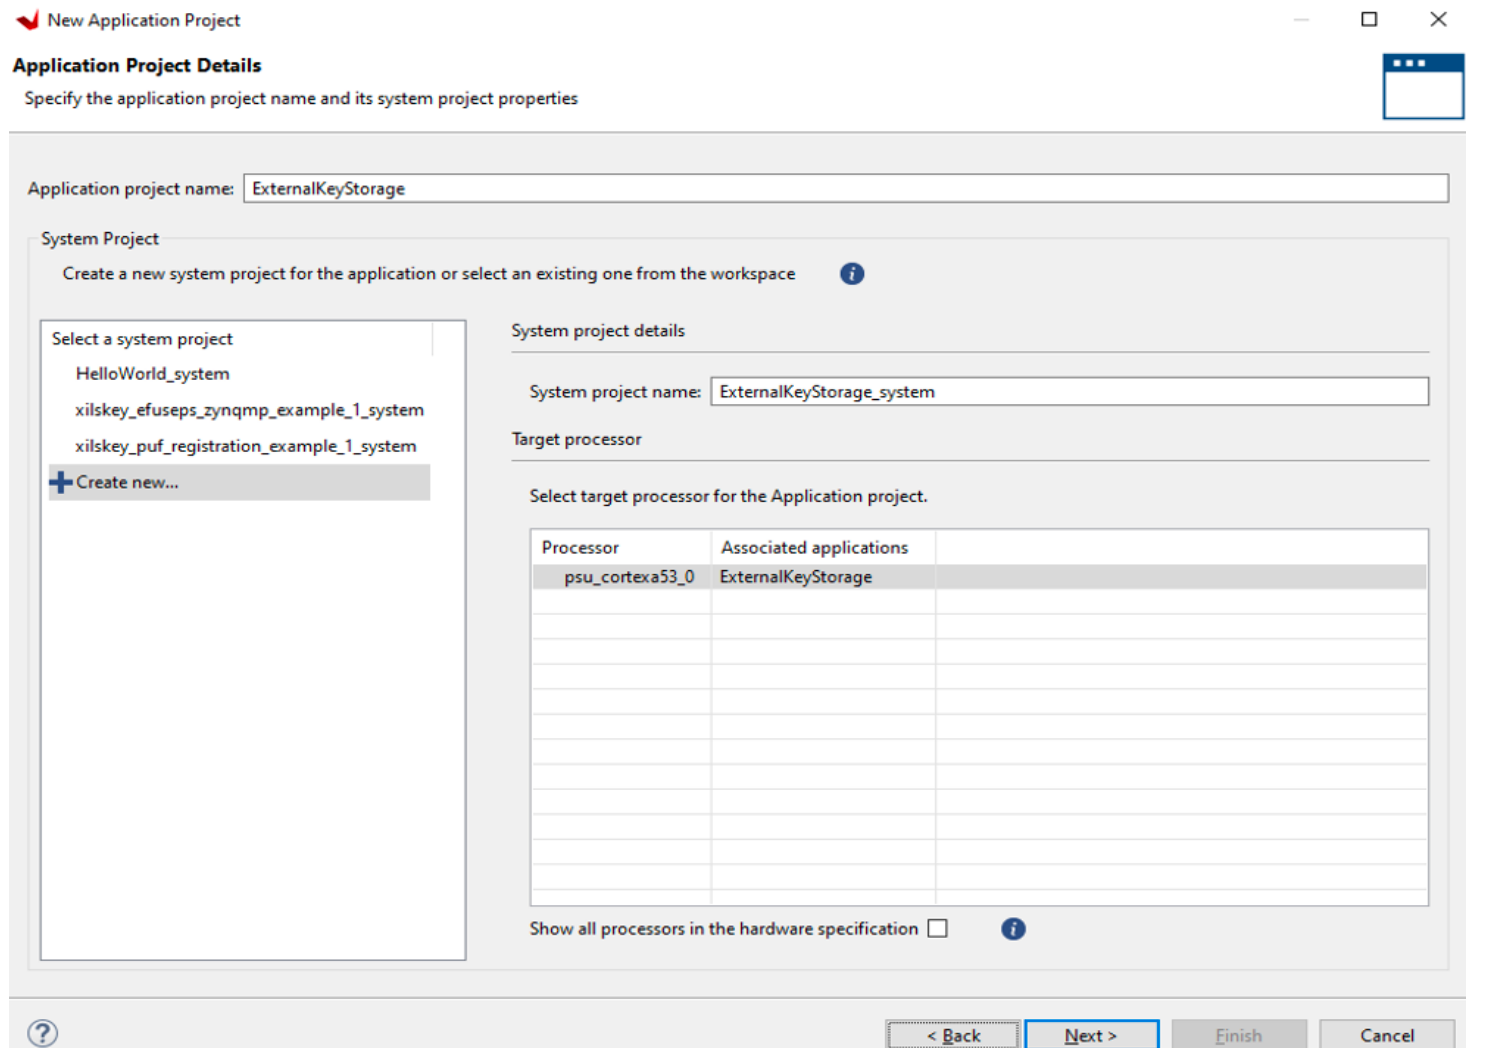 New Application Project
Application Project Details
Specify the application project name and its system project properties
Application project name: ExternalKeyStorage
System Project
Create a new system project for the application or select an existing one from the workspace
Select a system project
HelloWorld_system
xilskey_efuseps_zynqmp_example_1_system
xilskey_puf_registration_example_1_system
Create new...
System project details
System project name: ExternalKeyStorage_system
Target processor
Select target processor for the Application project.
Processor Associated applications
psu_cortexa53_0 ExternalKeyStorage
Show all processors in the hardware specification
< Back Next > Finish Cancel